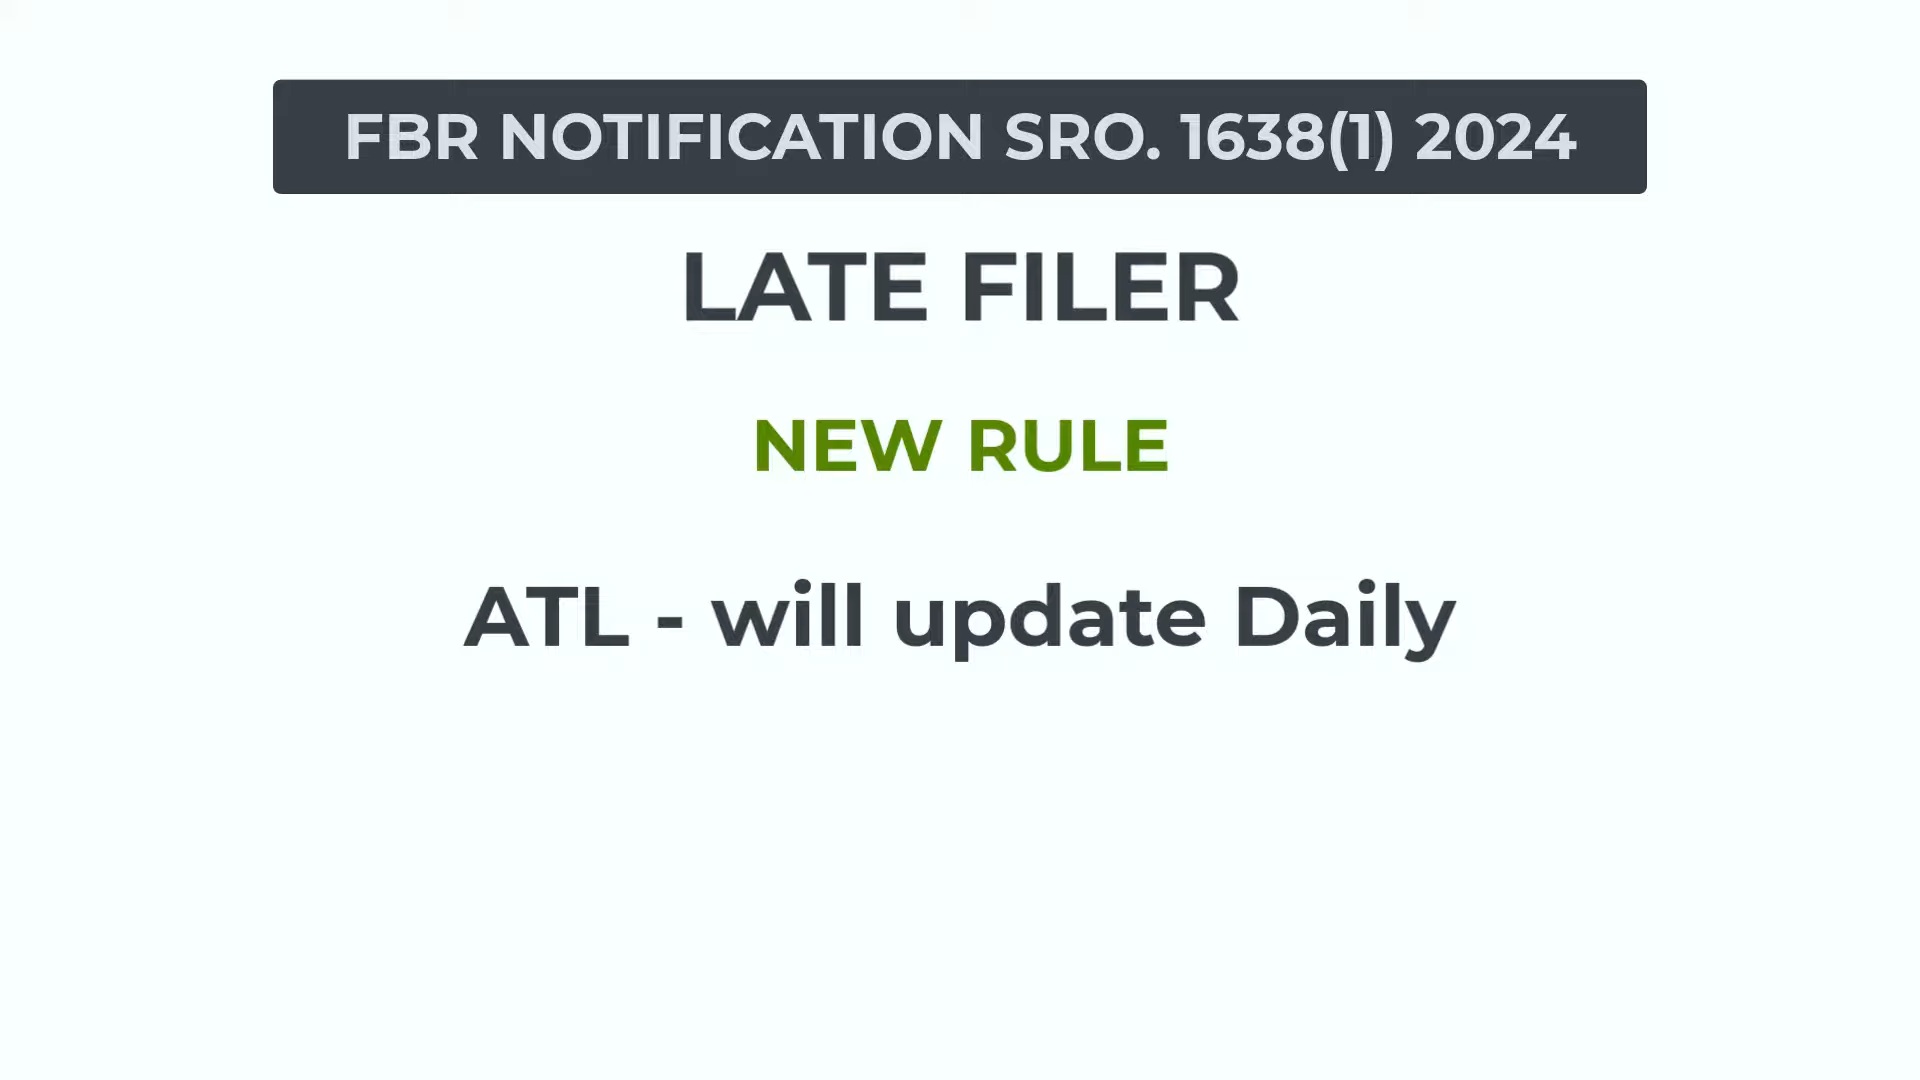 FBR NOTIFICATION SRO. 1638(1) 2024
LATE FILER
NEW RULE
ATL - will update Daily